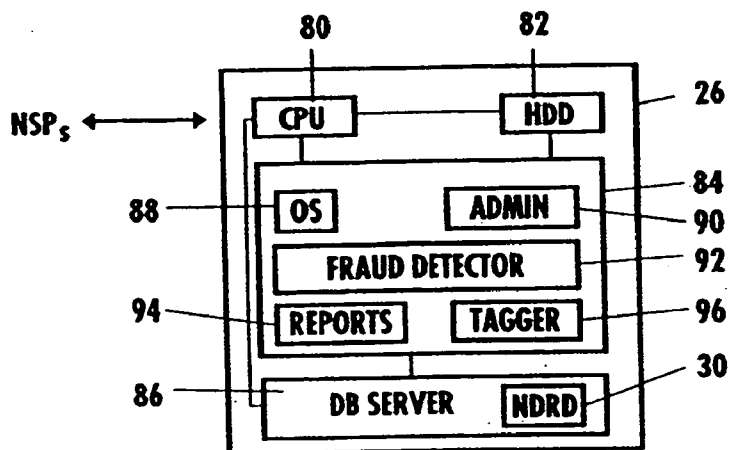 80
82
26
NSPs
CPU
HDD
84
88
OS
ADMIN
90
FRAUD DETECTOR
92
94
REPORTS
TAGGER
96
86
DB SERVER
NDRD
30